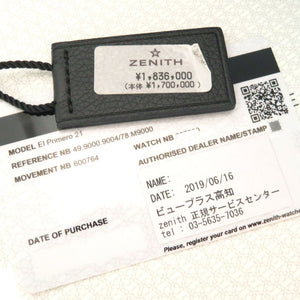 ZENITH
¥1,836,000
(本体 ¥1,700,000)
MODEL El Primero 21
REFERENCE NB 49.9000.9004/78.M9000
MOVEMENT NB 600764
WATCH NB
AUTHORISED DEALER NAME/STAMP
NAME:
DATE: 2019/06/16
ビュープラス高知
zenith 正規サービスセンター
tel : 03-5635-7036
DATE OF PURCHASE
Please, register your card on www.zenith-watch